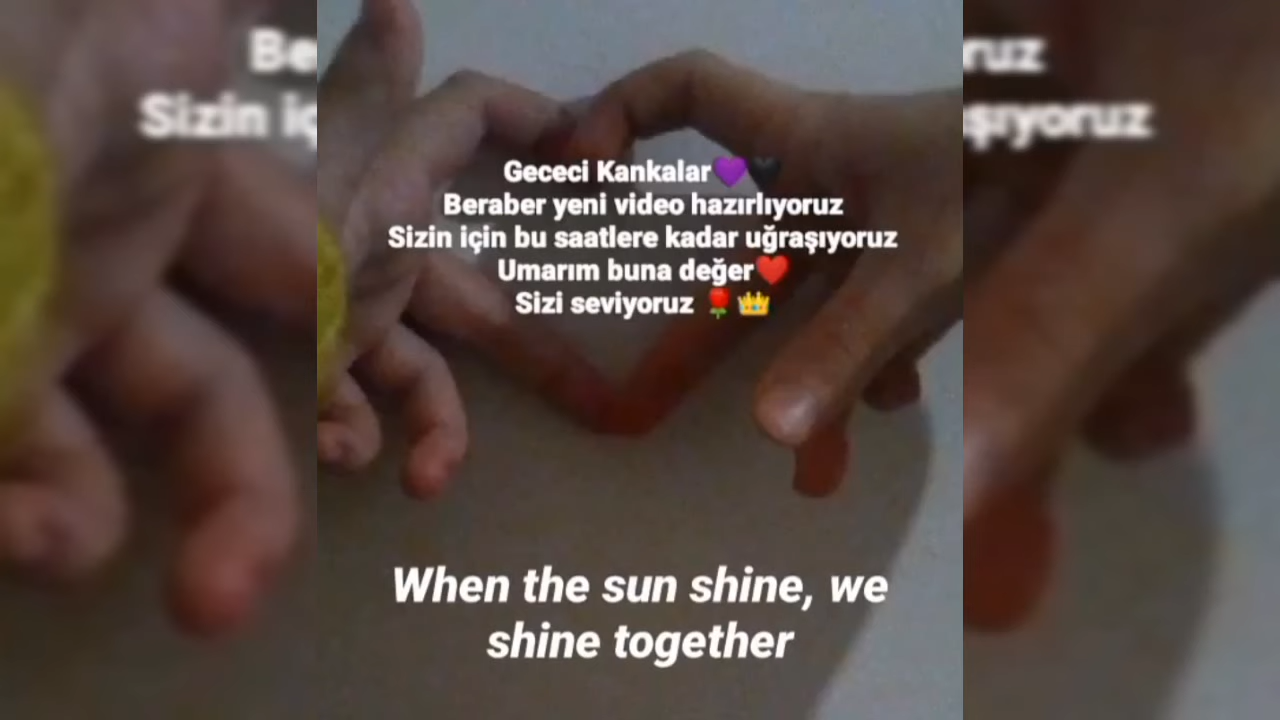 Gececi Kankalar💜🖤
Beraber yeni video hazırlıyoruz
Sizin için bu saatlere kadar uğraşıyoruz
Umarım buna değer❤️
Sizi seviyoruz 🌹👑
When the sun shine, we
shine together